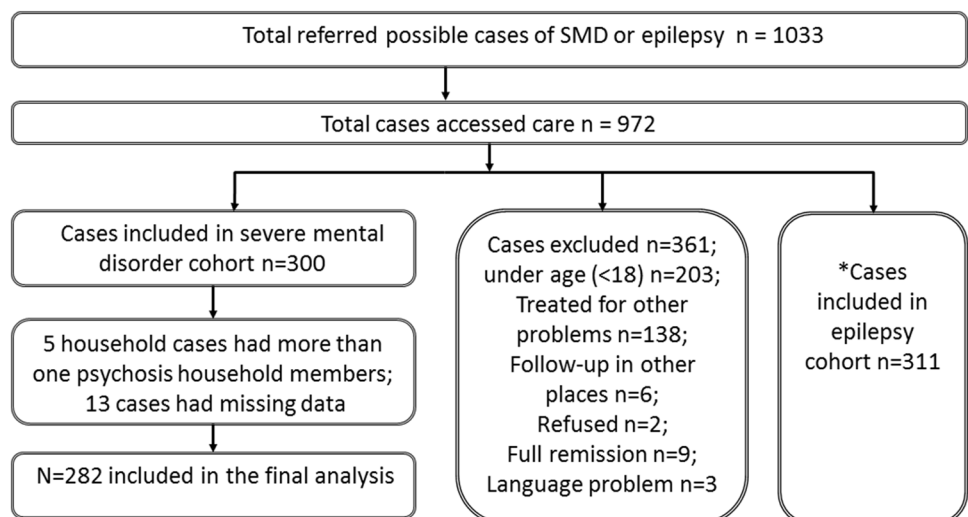 Total referred possible cases of SMD or epilepsy n = 1033
Total cases accessed care n = 972
Cases included in severe mental
disorder cohort n=300
5 household cases had more than
one psychosis household members;
13 cases had missing data
N=282 included in the final analysis
Cases excluded n=361;
under age (<18) n=203;
Treated for other
problems n=138;
Follow-up in other
places n=6;
Refused n=2;
Full remission n=9;
Language problem n=3
*Cases
included in
epilepsy
cohort n=311